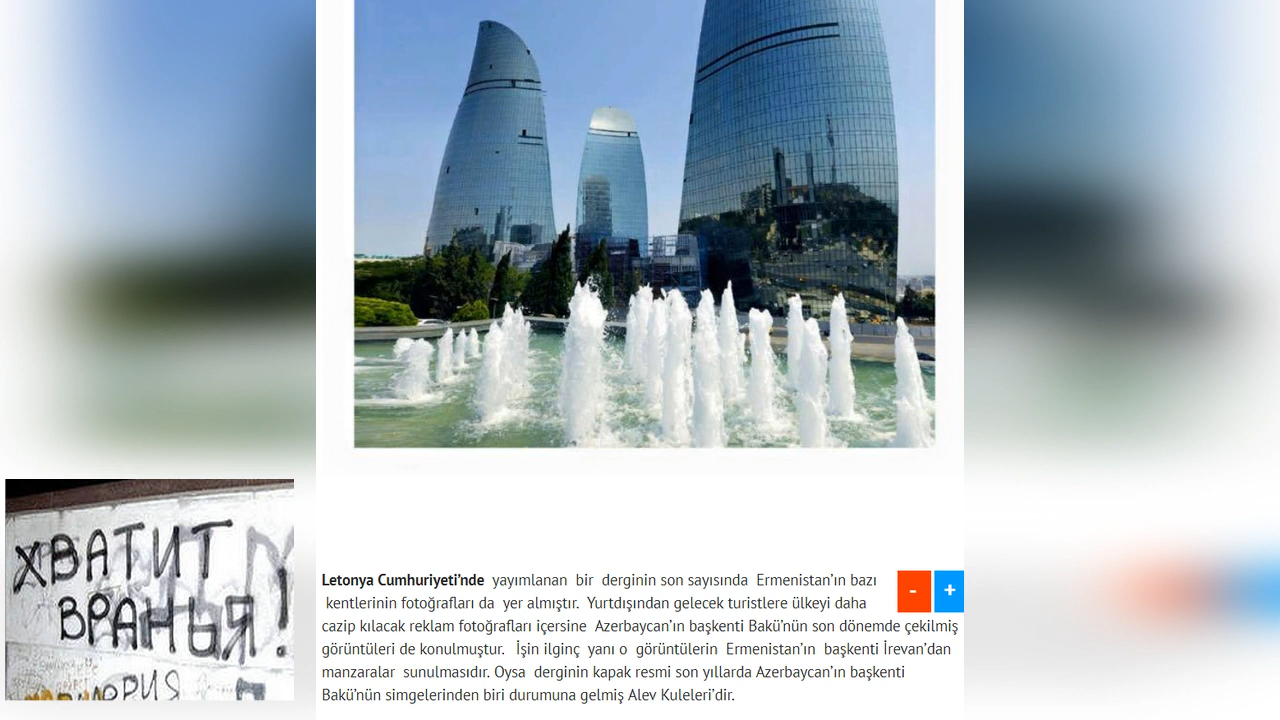 Letonya Cumhuriyeti’nde yayımlanan bir derginin son sayısında Ermenistan’ın bazı
kentlerinin fotoğrafları da yer almıştır. Yurtdışından gelecek turistlere ülkeyi daha
cazip kılacak reklam fotoğrafları içersine Azerbaycan’ın başkenti Bakü’nün son dönemde çekilmiş
görüntüleri de konulmuştur. İşin ilginç yanı o görüntülerin Ermenistan’ın başkenti İrevan’dan
manzaralar sunulmasıdır. Oysa derginin kapak resmi son yıllarda Azerbaycan’ın başkenti
Bakü’nün simgelerinden biri durumuna gelmiş Alev Kuleleri’dir.
- +
ХВАТИТ
ВРАНЬЯ!